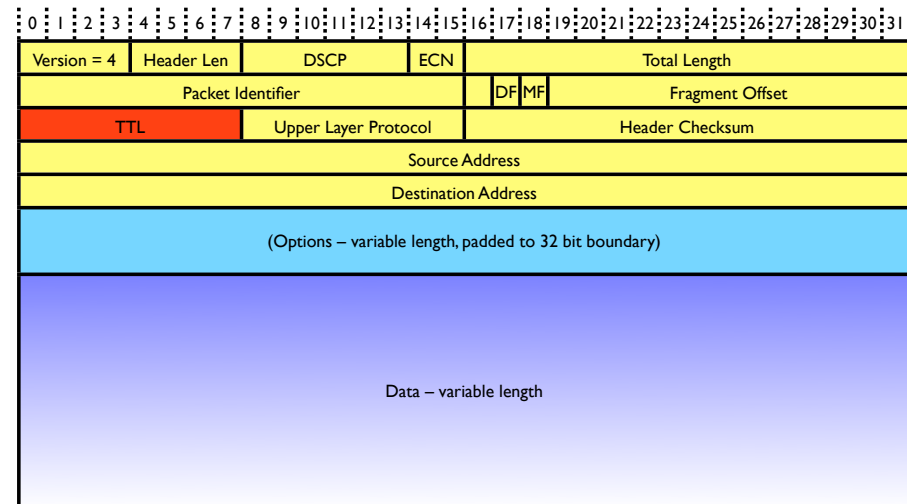 0 1 2 3 4 5 6 7 8 9 10 11 12 13 14 15 16 17 18 19 20 21 22 23 24 25 26 27 28 29 30 31
Version = 4 Header Len DSCP ECN Total Length
Packet Identifier DF MF Fragment Offset
TTL Upper Layer Protocol Header Checksum
Source Address
Destination Address
(Options – variable length, padded to 32 bit boundary)
Data – variable length